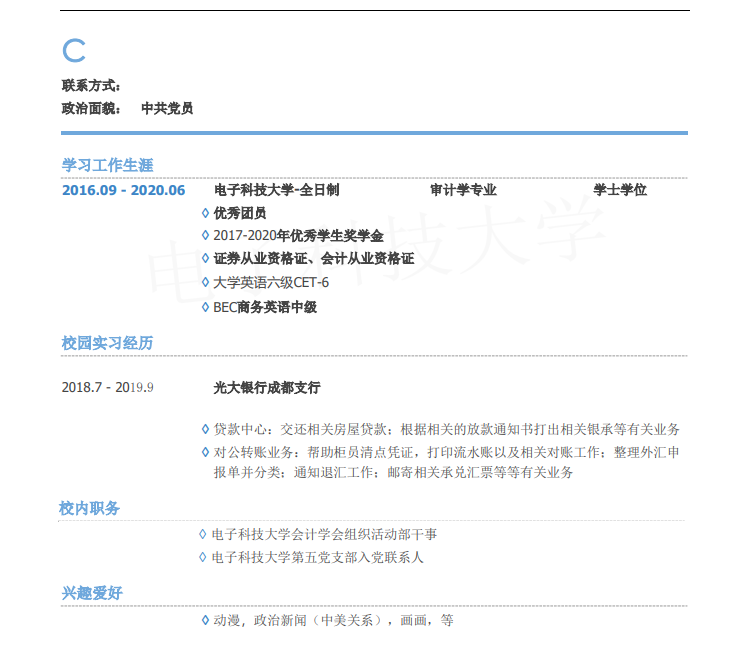 C
联系方式：
政治面貌： 中共党员
学习工作生涯
2016.09 - 2020.06 电子科技大学-全日制 审计学专业 学士学位
◊ 优秀团员
◊ 2017-2020年优秀学生奖学金
◊ 证券从业资格证、会计从业资格证
◊ 大学英语六级CET-6
◊ BEC商务英语中级
电子科技大学
校园实习经历
2018.7 - 2019.9 光大银行成都支行
◊ 贷款中心：交还相关房屋贷款；根据相关的放款通知书打出相关银承等有关业务
◊ 对公转账业务：帮助柜员清点凭证，打印流水账以及相关对账工作；整理外汇申
报单并分类；通知退汇工作；邮寄相关承兑汇票等等有关业务
校内职务
◊ 电子科技大学会计学会组织活动部干事
◊ 电子科技大学第五党支部入党联系人
兴趣爱好
◊ 动漫，政治新闻（中美关系），画画，等